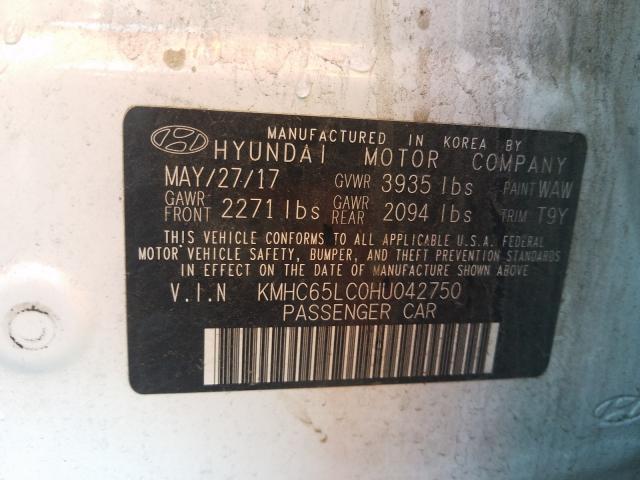 MANUFACTURED IN KOREA BY
HYUNDAI MOTOR COMPANY
MAY/27/17 GVWR 3935 lbs PAINT WAW
GAWR FRONT 2271 lbs GAWR REAR 2094 lbs TRIM T9Y
THIS VEHICLE CONFORMS TO ALL APPLICABLE U.S.A. FEDERAL
MOTOR VEHICLE SAFETY, BUMPER, AND THEFT PREVENTION STANDARDS
IN EFFECT ON THE DATE OF MANUFACTURE SHOWN ABOVE
V.I.N KMHC65LC0HU042750
PASSENGER CAR